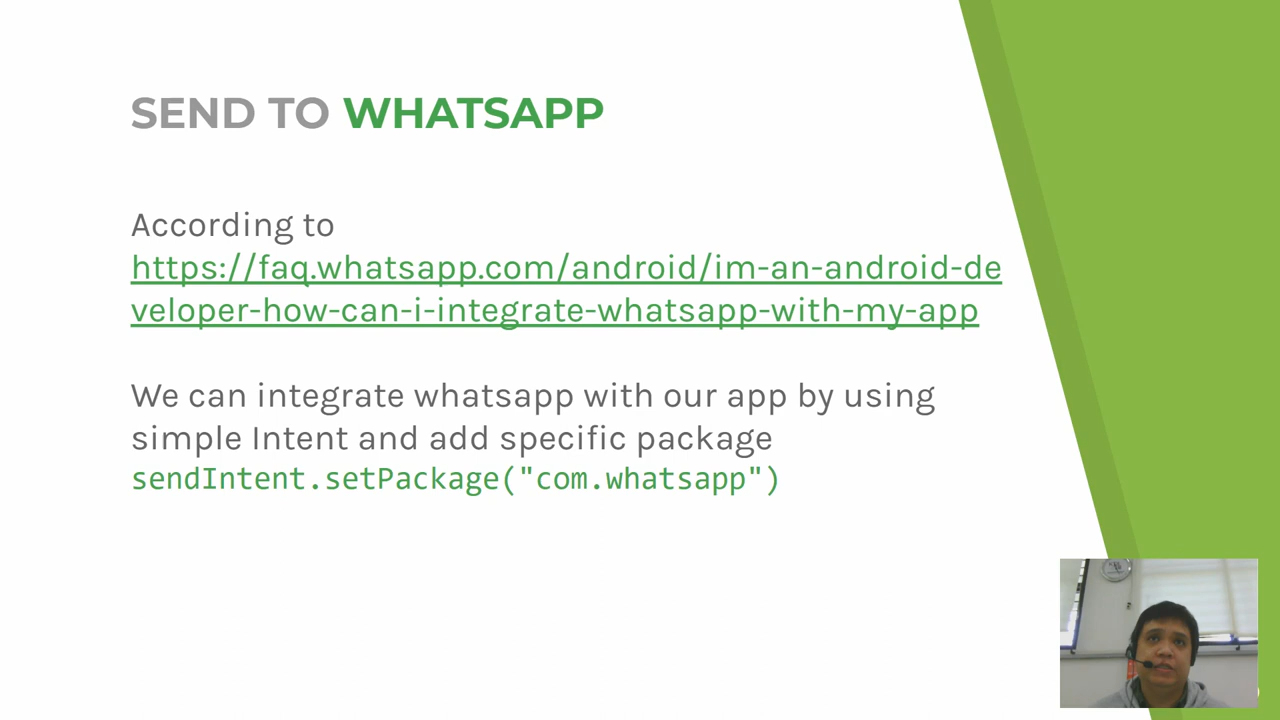 SEND TO WHATSAPP
According to
https://faq.whatsapp.com/android/im-an-android-de
veloper-how-can-i-integrate-whatsapp-with-my-app
We can integrate whatsapp with our app by using
simple Intent and add specific package
sendIntent.setPackage("com.whatsapp")